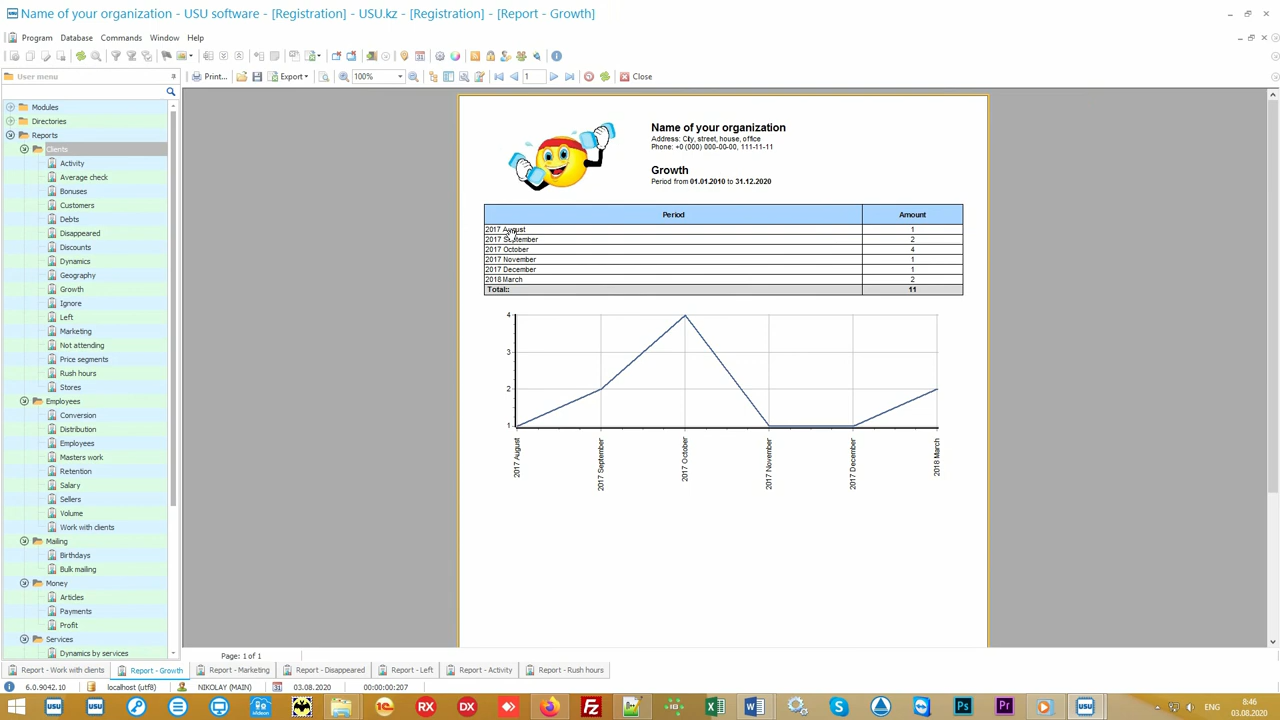 Name of your organization - USU software - [Registration] - USU.kz - [Registration] - [Report - Growth]
Program Database Commands Window Help
User menu
Print... Export 100% 1 Close
Modules
Directories
Reports
Clients
Activity
Average check
Bonuses
Customers
Debts
Disappeared
Discounts
Dynamics
Geography
Growth
Ignore
Left
Marketing
Not attending
Price segments
Rush hours
Stores
Employees
Conversion
Distribution
Employees
Masters work
Retention
Salary
Sellers
Volume
Work with clients
Mailing
Birthdays
Bulk mailing
Money
Articles
Payments
Profit
Services
Dynamics by services
Name of your organization
Address: City, street, house, office
Phone: +0 (000) 000-00-00, 111-11-11
Growth
Period from 01.01.2010 to 31.12.2020
Period Amount
2017 August 1
2017 September 2
2017 October 4
2017 November 1
2017 December 1
2018 March 2
Total:: 11
4
3
2
1
2017 August
2017 September
2017 October
2017 November
2017 December
2018 March
Page: 1 of 1
Report - Work with clients Report - Growth Report - Marketing Report - Disappeared Report - Left Report - Activity Report - Rush hours
6.0.9042.10 localhost (utf8) NIKOLAY (MAIN) 03.08.2020 00:00:00:207
USU USU RX DX Fz Ps Pr USU ENG
8:46
03.08.2020